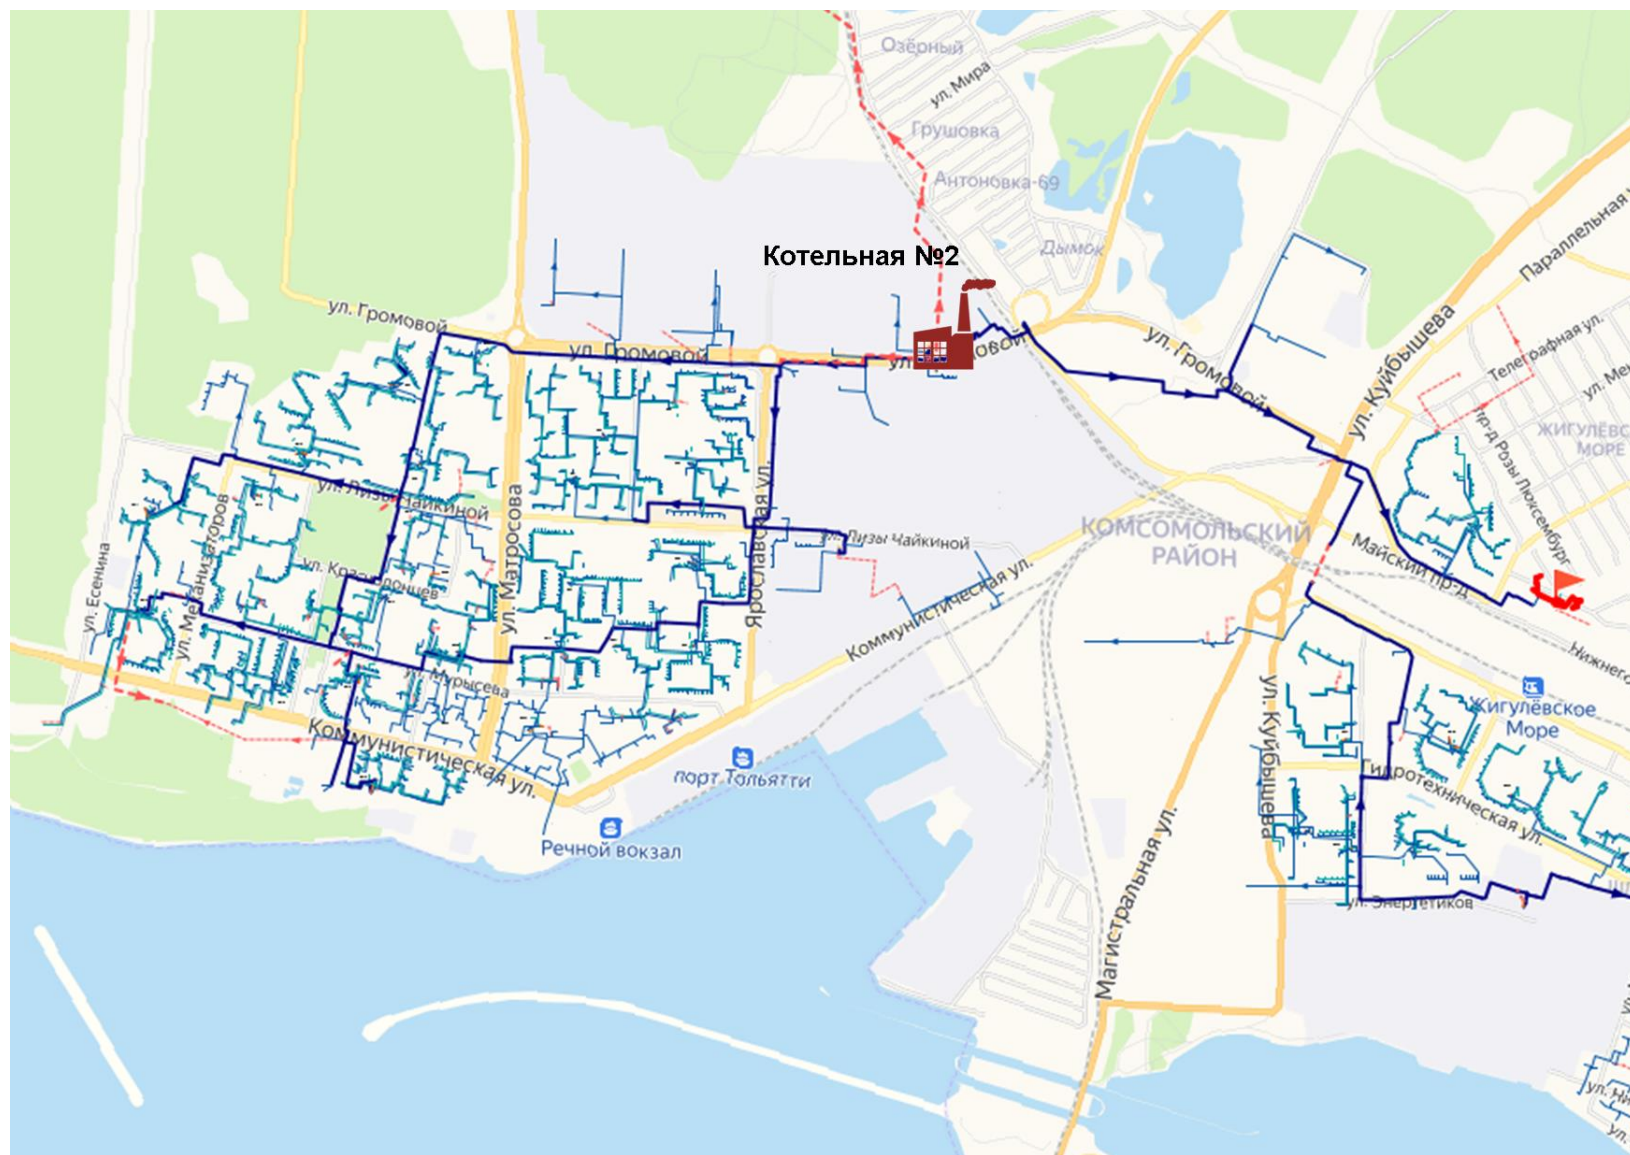 Озёрный
ул. Мира
Грушовка
Антоновка-69
Дымок
Котельная №2
ул. Громовой
ул. Громовой
ул. Громовой
ул. Куйбышева
Параллельная
Телеграфная ул.
пр-д Розы Люксембург
ЖИГУЛЁВС
МОРЕ
ул. Лизы Чайкиной
ул. Лизы Чайкиной
ул. Матросова
Ярославская ул.
КОМСОМОЛЬСКИЙ
РАЙОН
Майский пр-д
ул. Механизаторов
ул. Есенина
ул. Краснодонцев
Коммунистическая ул.
ул. Мурысева
Коммунистическая ул.
порт Тольятти
Речной вокзал
Жигулёвское
Море
ул. Куйбышева
Гидротехническая ул.
Магистральная ул.
ул. Энергетиков